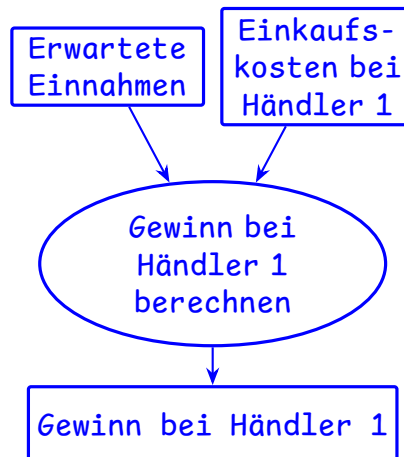 Erwartete
Einnahmen
Einkaufs-
kosten bei
Händler 1
Gewinn bei
Händler 1
berechnen
Gewinn bei Händler 1